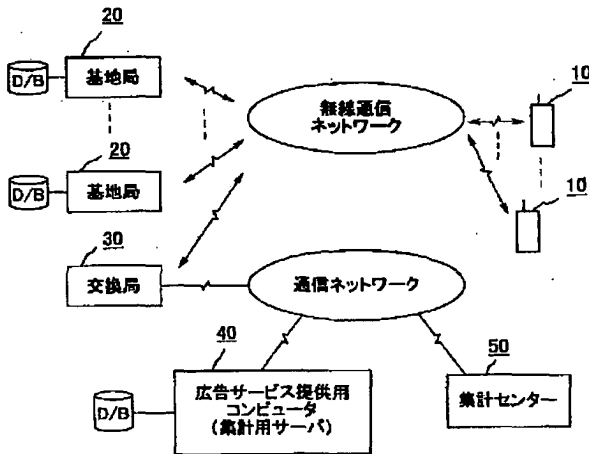 20
D/B
基地局
10
無線通信
ネットワーク
20
D/B
基地局
10
30
交換局
通信ネットワーク
40
50
D/B
広告サービス提供用
コンピュータ
(集計用サーバ)
集計センター